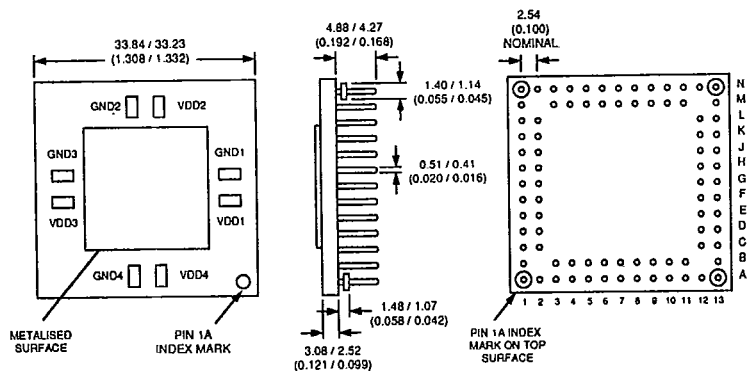 33.84 / 33.23
(1.308 / 1.332)
GND2
VDD2
GND3
GND1
VDD3
VDD1
GND4
VDD4
METALISED
SURFACE
PIN 1A
INDEX MARK
4.88 / 4.27
(0.192 / 0.168)
1.40 / 1.14
(0.055 / 0.045)
0.51 / 0.41
(0.020 / 0.016)
1.48 / 1.07
(0.058 / 0.042)
3.08 / 2.52
(0.121 / 0.099)
2.54
(0.100)
NOMINAL
N
M
L
K
J
H
G
F
E
D
C
B
A
1 2 3 4 5 6 7 8 9 10 11 12 13
PIN 1A INDEX
MARK ON TOP
SURFACE